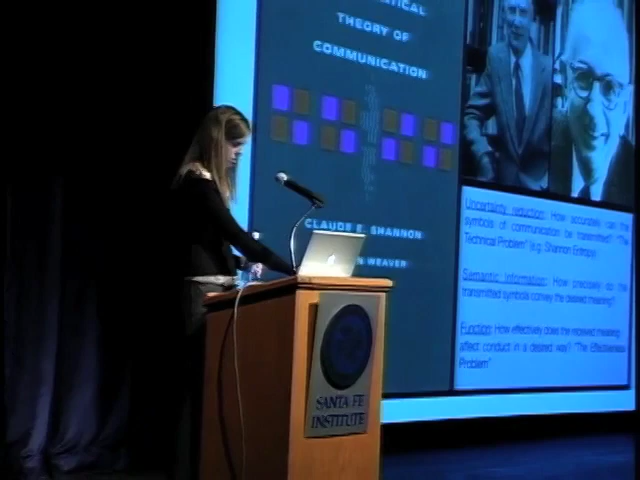 THEORY OF
COMMUNICATION
CLAUDE E. SHANNON
WEAVER
Uncertainty reduction: How accurately can the
symbols of communication be transmitted? "The
Technical Problem" (e.g. Shannon Entropy)
Semantic Information: How precisely do the
transmitted symbols convey the desired meaning?
Function: How effectively does the received meaning
affect conduct in a desired way? "The Effectiveness
Problem"
SANTA FE
INSTITUTE